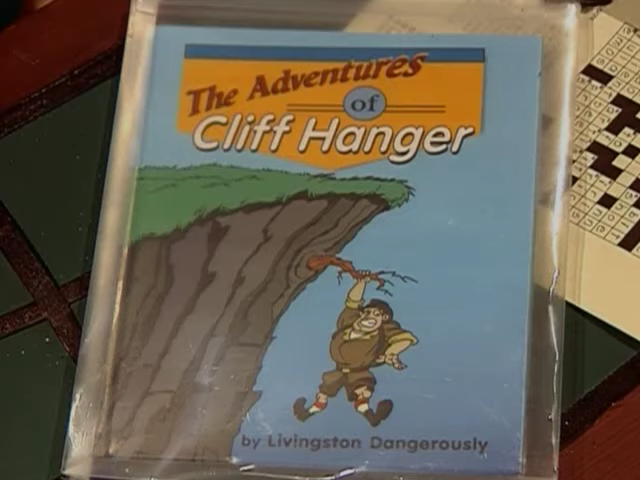 The Adventures
of
Cliff Hanger
by Livingston Dangerously